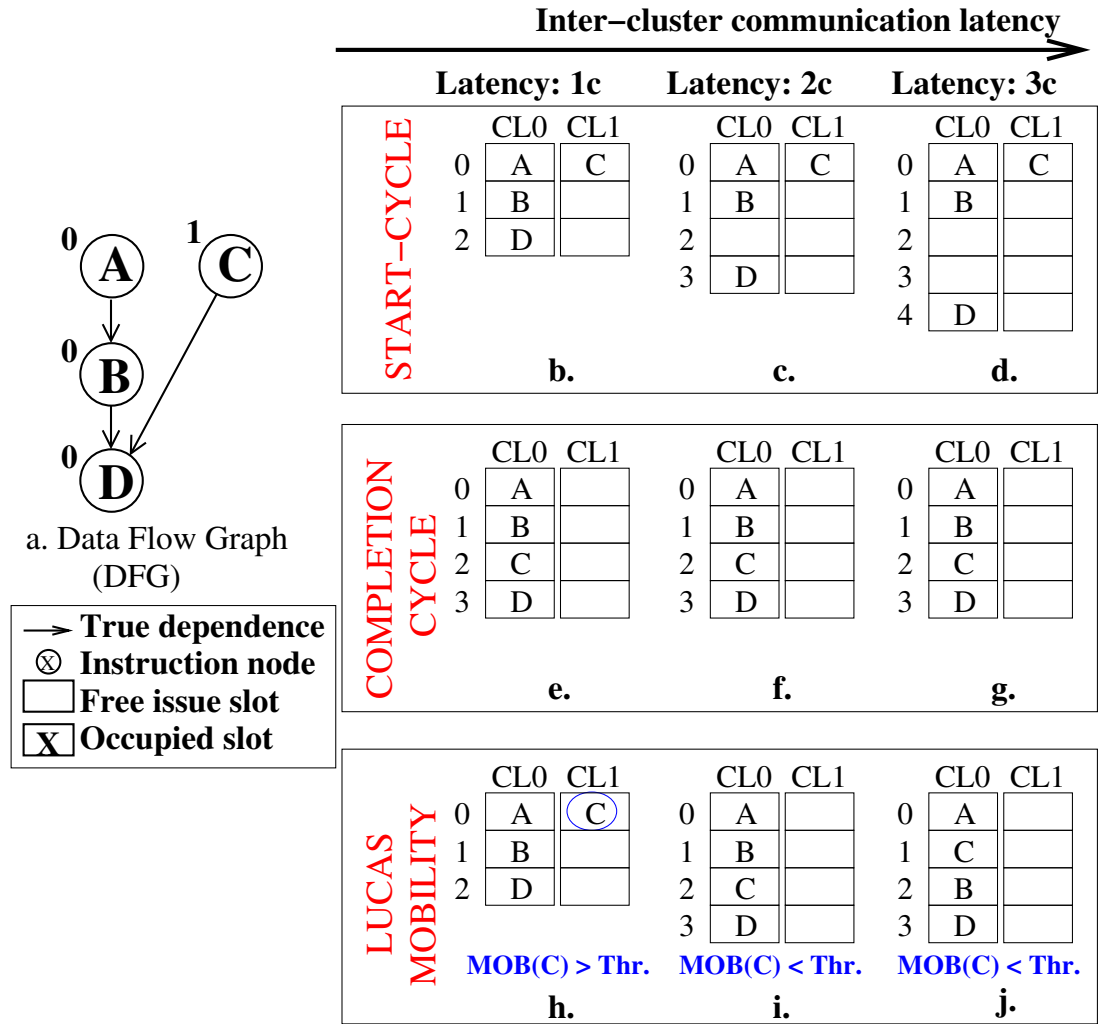 Inter−cluster communication latency
Latency: 1c Latency: 2c Latency: 3c
START−CYCLE
CL0 CL1 CL0 CL1 CL0 CL1
0 A C 0 A C 0 A C
1 B 1 B 1 B
2 D 2 2
3 D 3
4 D
b. c. d.
0 A 1 C
0 B
0 D
a. Data Flow Graph
(DFG)
True dependence
X Instruction node
Free issue slot
X Occupied slot
COMPLETION
CYCLE
CL0 CL1 CL0 CL1 CL0 CL1
0 A 0 A 0 A
1 B 1 B 1 B
2 C 2 C 2 C
3 D 3 D 3 D
e. f. g.
LUCAS
MOBILITY
CL0 CL1 CL0 CL1 CL0 CL1
0 A C 0 A 0 A
1 B 1 B 1 C
2 D 2 C 2 B
3 D 3 D
MOB(C) > Thr. MOB(C) < Thr. MOB(C) < Thr.
h. i. j.